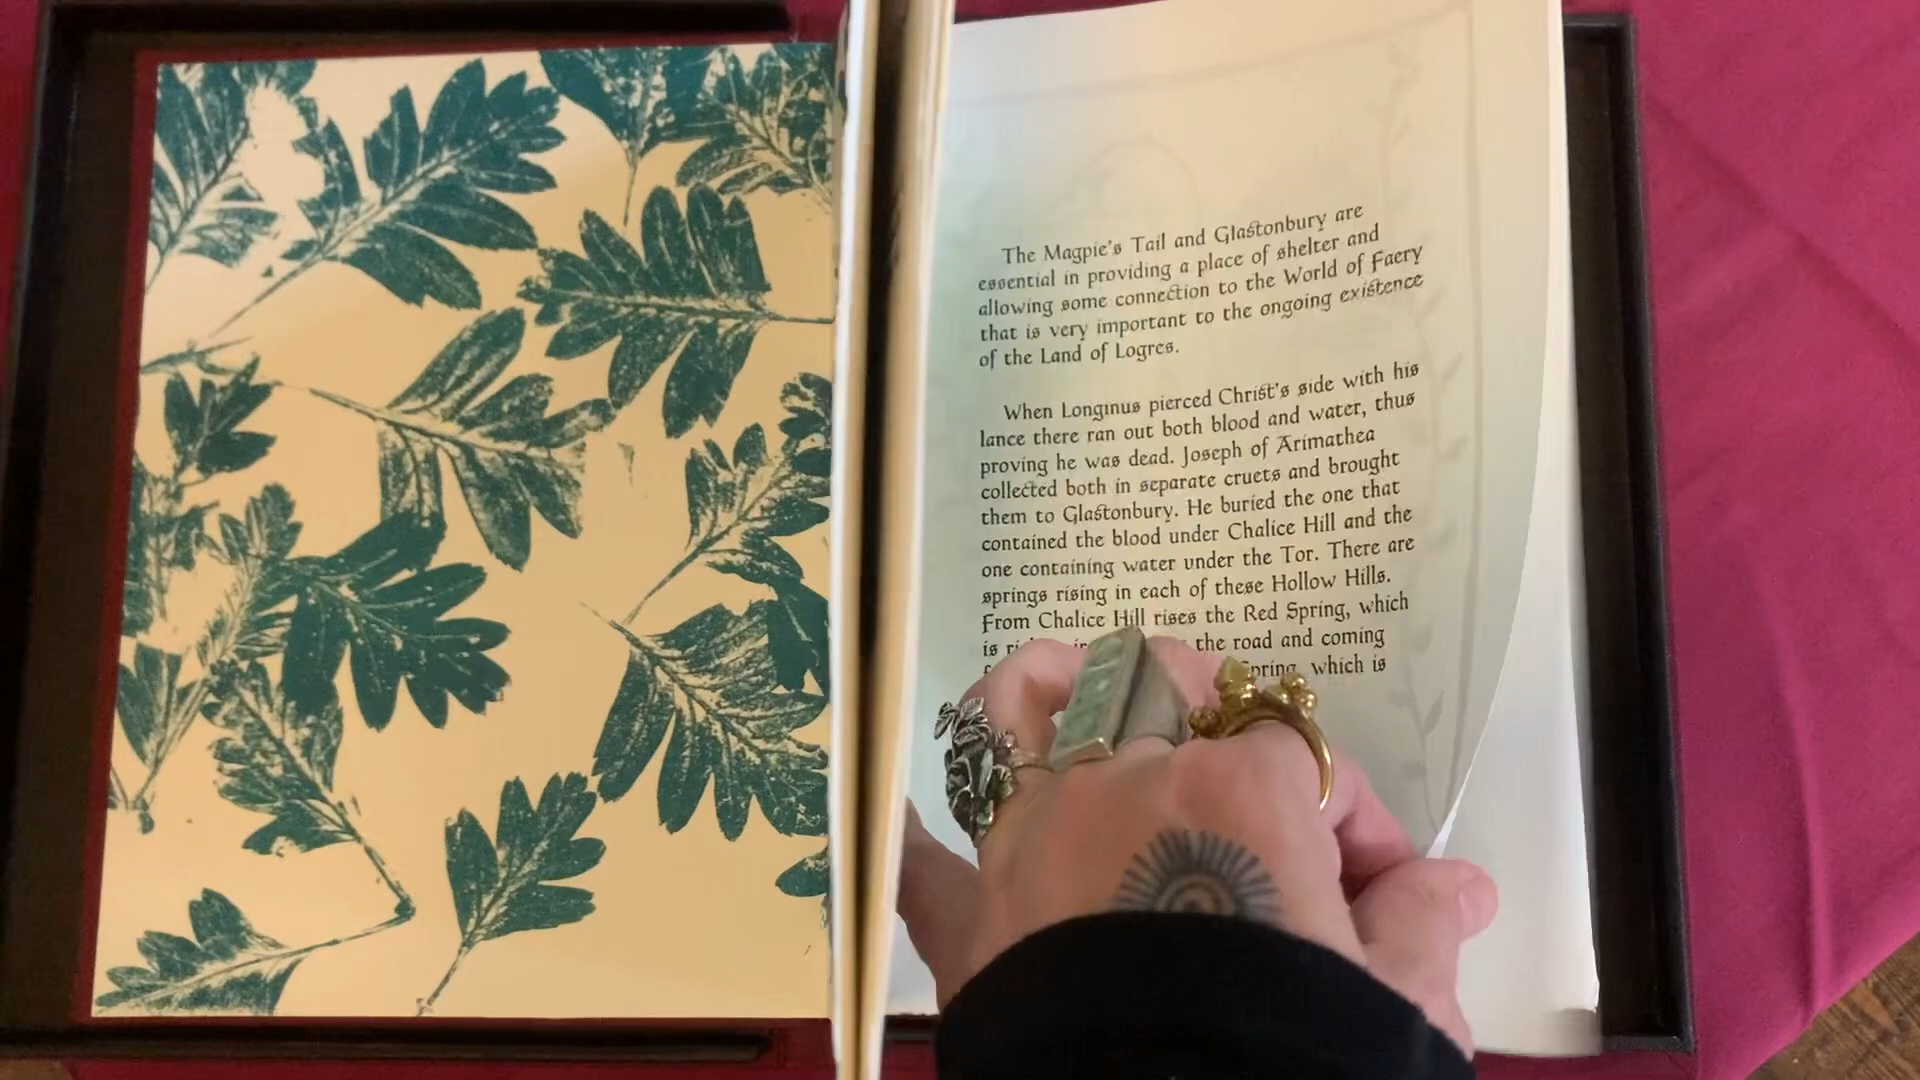 The Magpie's Tail and Glastonbury are
essential in providing a place of shelter and
allowing some connection to the World of Faery
that is very important to the ongoing existence
of the Land of Logres.
When Longinus pierced Christ's side with his
lance there ran out both blood and water, thus
proving he was dead. Joseph of Arimathea
collected both in separate cruets and brought
them to Glastonbury. He buried the one that
contained the blood under Chalice Hill and the
one containing water under the Tor. There are
springs rising in each of these Hollow Hills.
From Chalice Hill rises the Red Spring, which
is the road and coming
Spring, which is